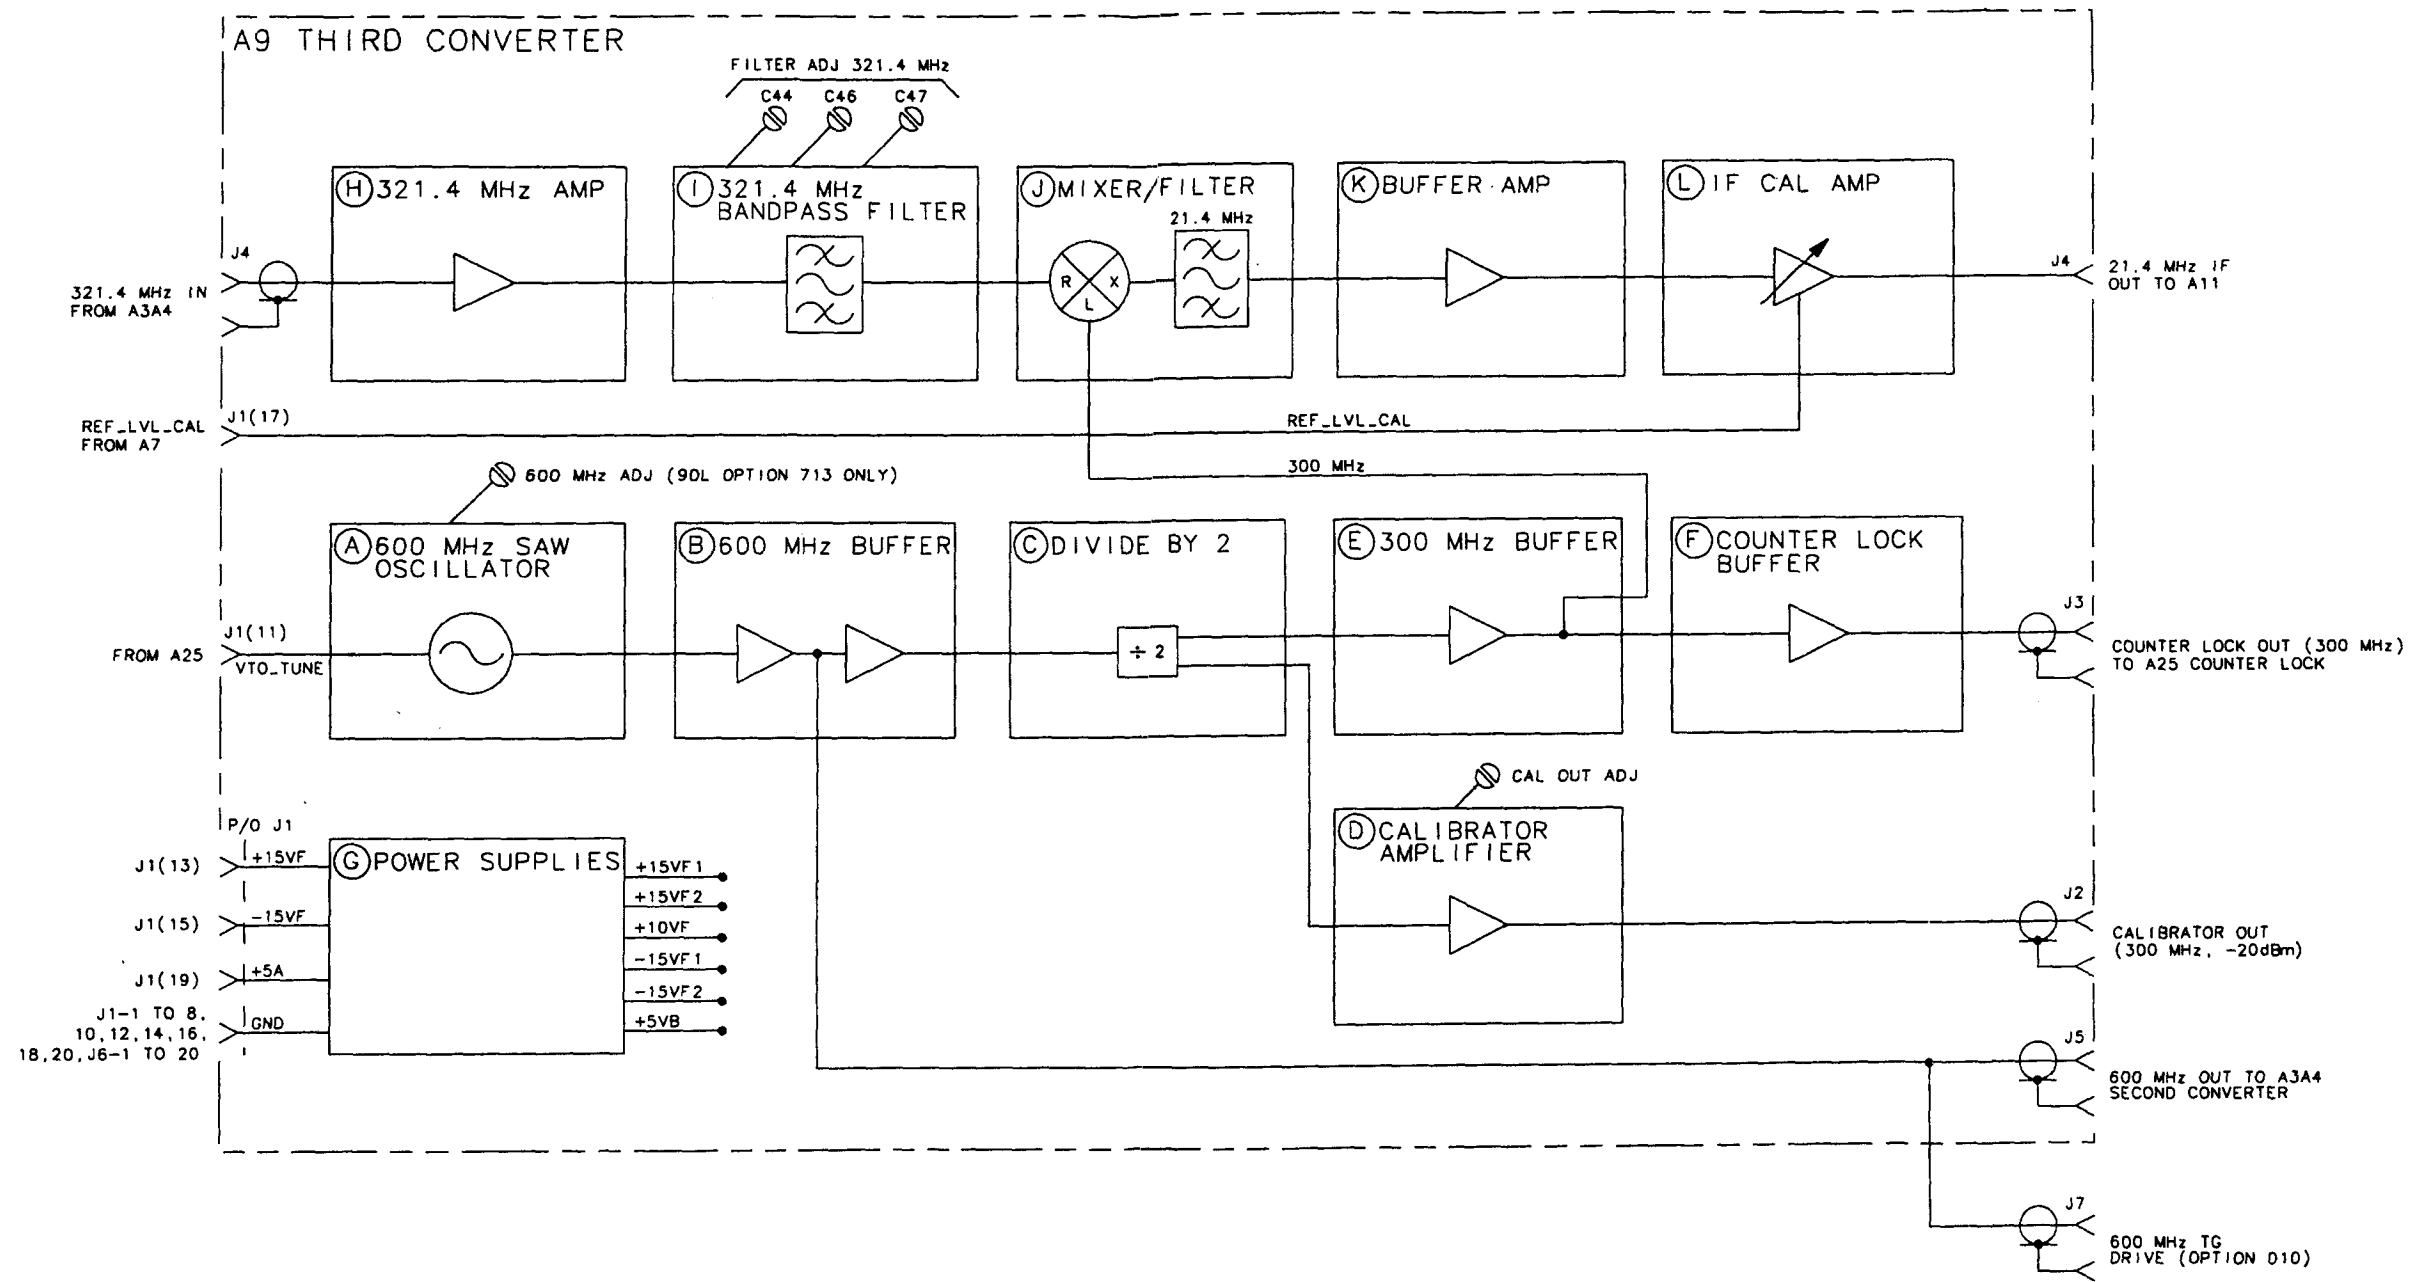 A9 THIRD CONVERTER
FILTER ADJ 321.4 MHz
C44
C46
C47
H 321.4 MHz AMP
I 321.4 MHz
BANDPASS FILTER
J MIXER/FILTER
21.4 MHz
R
X
L
K BUFFER AMP
L IF CAL AMP
J4
321.4 MHz IN
FROM A3A4
J4
21.4 MHz IF
OUT TO A11
J1(17)
REF_LVL_CAL
FROM A7
REF_LVL_CAL
300 MHz
600 MHz ADJ (90L OPTION 713 ONLY)
A 600 MHz SAW
OSCILLATOR
B 600 MHz BUFFER
C DIVIDE BY 2
÷ 2
E 300 MHz BUFFER
F COUNTER LOCK
BUFFER
J1(11)
FROM A25
VTO_TUNE
J3
COUNTER LOCK OUT (300 MHz)
TO A25 COUNTER LOCK
CAL OUT ADJ
D CALIBRATOR
AMPLIFIER
P/O J1
J1(13)
+15VF
J1(15)
-15VF
J1(19)
+5A
J1-1 TO 8,
10,12,14,16,
18,20,J6-1 TO 20
GND
G POWER SUPPLIES
+15VF1
+15VF2
+10VF
-15VF1
-15VF2
+5VB
J2
CALIBRATOR OUT
(300 MHz, -20dBm)
J5
600 MHz OUT TO A3A4
SECOND CONVERTER
J7
600 MHz TG
DRIVE (OPTION 010)